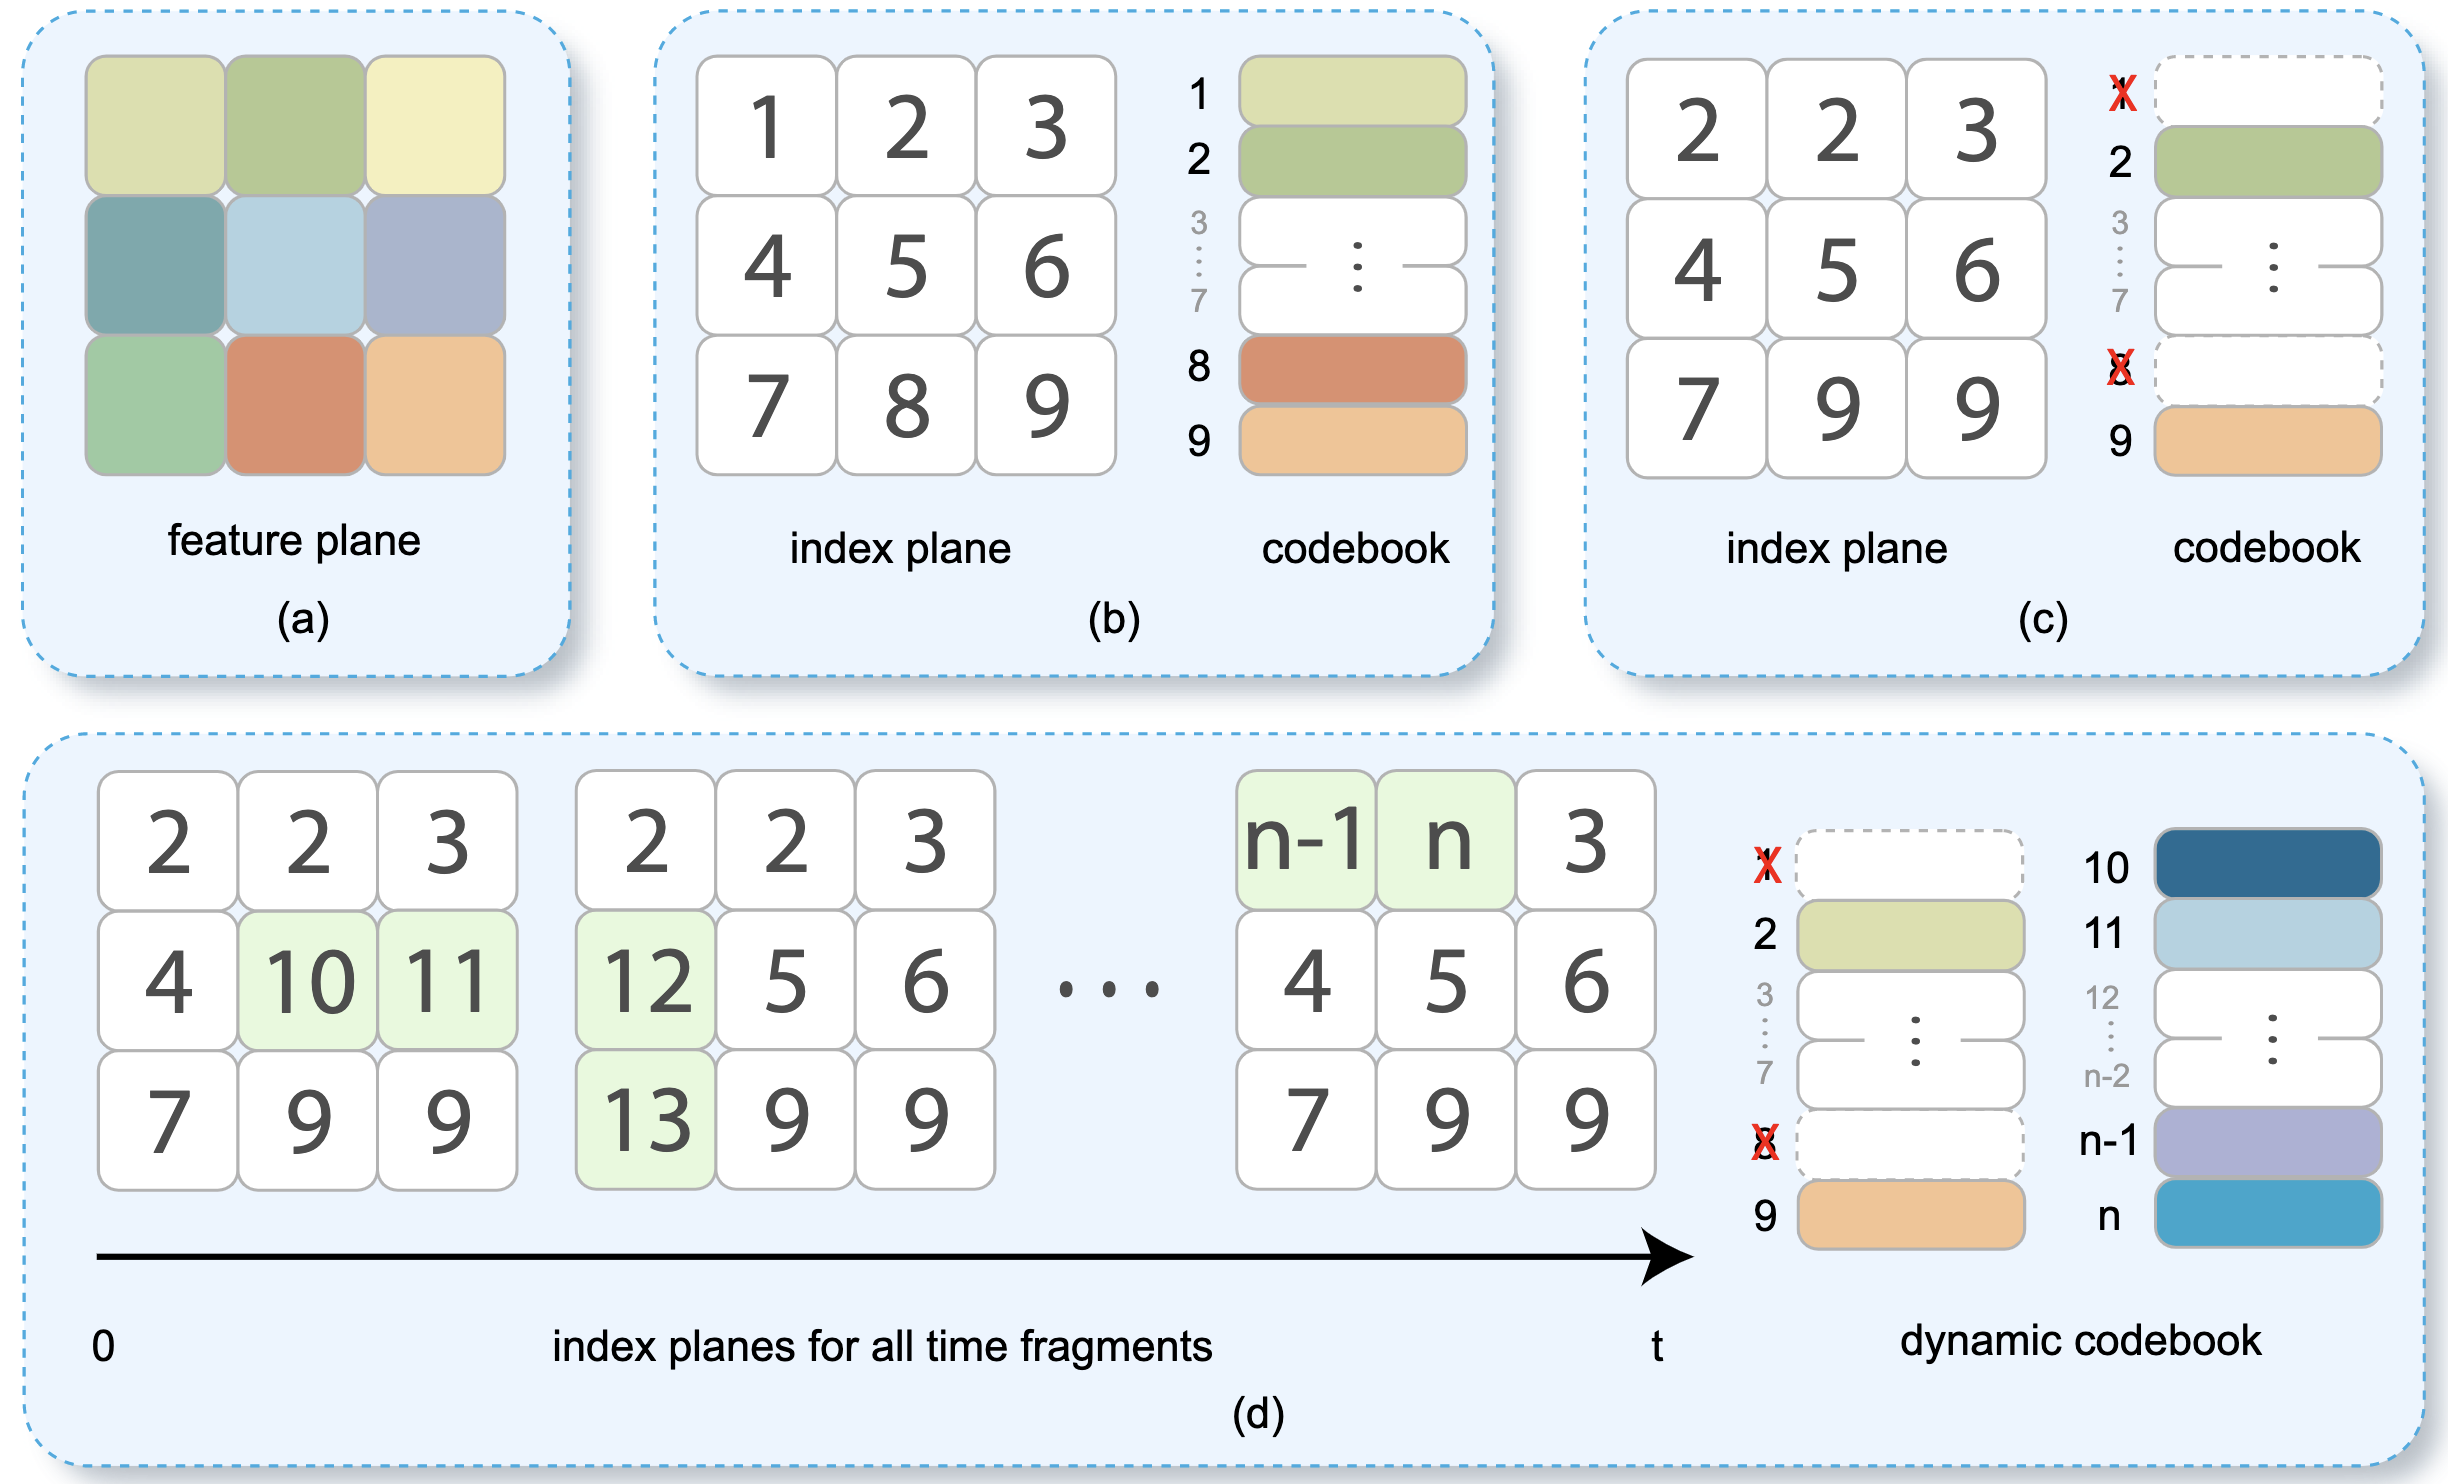 1 2 3
4 5 6
7 8 9
1
2
3
7
8
9
2 2 3
4 5 6
7 9 9
1
2
3
7
8
9
feature plane
index plane
codebook
index plane
codebook
(a)
(b)
(c)
2 2 3
4 10 11
7 9 9
2 2 3
12 5 6
13 9 9
...
n-1 n 3
4 5 6
7 9 9
1
2
3
7
8
9
10
11
12
n-2
n-1
n
0
index planes for all time fragments
t
dynamic codebook
(d)